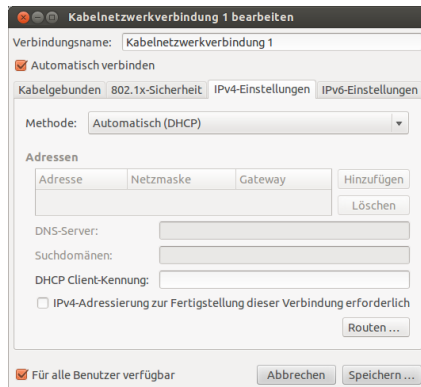 Kabelnetzwerkverbindung 1 bearbeiten
Verbindungsname: Kabelnetzwerkverbindung 1
Automatisch verbinden
Kabelgebunden 802.1x-Sicherheit IPv4-Einstellungen IPv6-Einstellungen
Methode: Automatisch (DHCP)
Adressen
Adresse Netzmaske Gateway Hinzufügen
Löschen
DNS-Server:
Suchdomänen:
DHCP Client-Kennung:
IPv4-Adressierung zur Fertigstellung dieser Verbindung erforderlich
Routen ...
Für alle Benutzer verfügbar Abbrechen Speichern ...